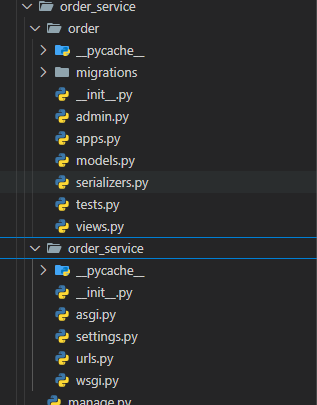 order_service
order
__pycache__
migrations
__init__.py
admin.py
apps.py
models.py
serializers.py
tests.py
views.py
order_service
__pycache__
__init__.py
asgi.py
settings.py
urls.py
wsgi.py
manage.py